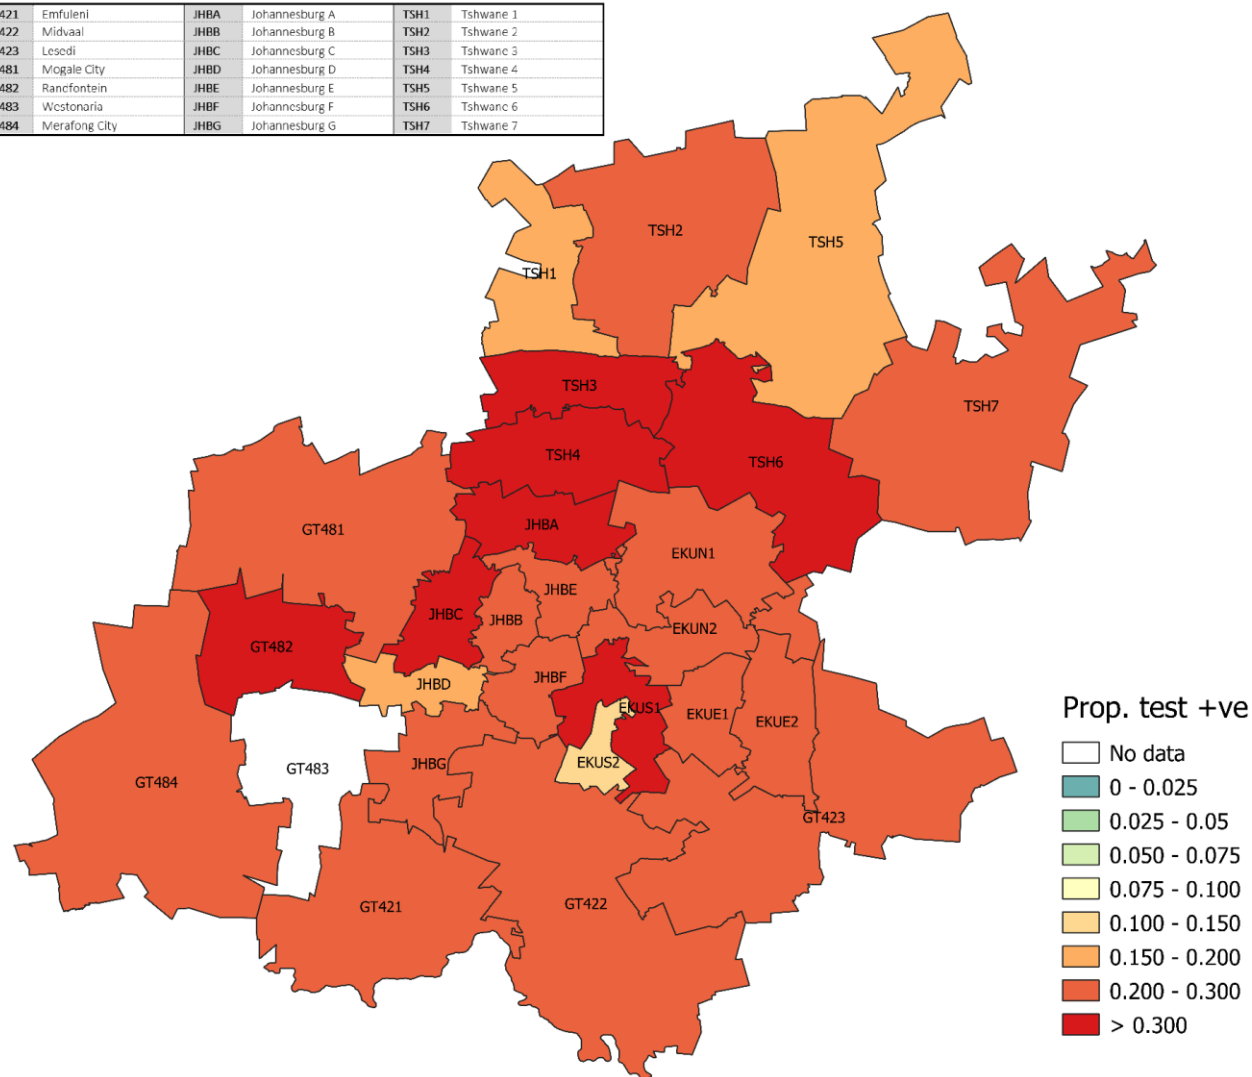 421 Emfuleni JHBA Johannesburg A TSH1 Tshwane 1
422 Midvaal JHBB Johannesburg B TSH2 Tshwane 2
423 Lesedi JHBC Johannesburg C TSH3 Tshwane 3
481 Mogale City JHBD Johannesburg D TSH4 Tshwane 4
482 Randfontein JHBE Johannesburg E TSH5 Tshwane 5
483 Westonaria JHBF Johannesburg F TSH6 Tshwane 6
484 Merafong City JHBG Johannesburg G TSH7 Tshwane 7
TSH2
TSH5
TSH1
TSH3
TSH7
TSH4
TSH6
JHBA
GT481
EKUN1
JHBE
JHBC
JHBB
EKUN2
GT482
JHBF
JHBD
EKUS1
EKUE1
EKUE2
EKUS2
JHBG
GT483
GT484
GT423
GT422
GT421
Prop. test +ve
No data
0 - 0.025
0.025 - 0.05
0.050 - 0.075
0.075 - 0.100
0.100 - 0.150
0.150 - 0.200
0.200 - 0.300
> 0.300